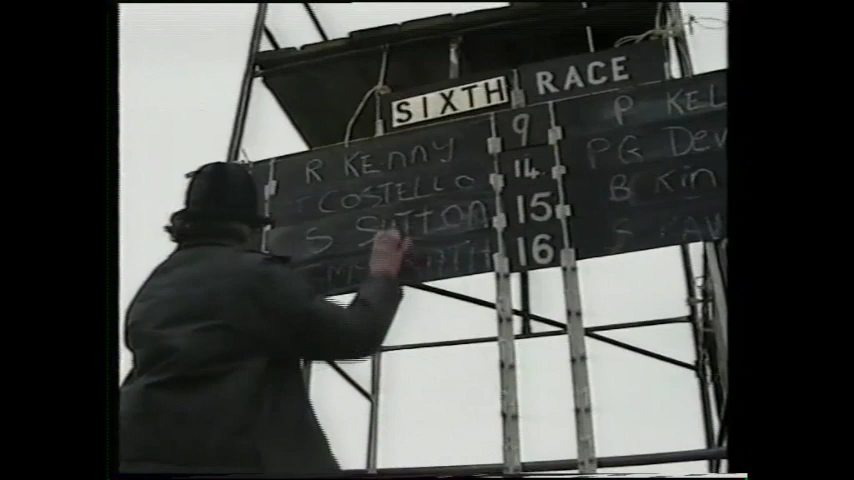 SIXTH RACE
R KENNY 9 P KEL
COSTELLO 14 PG Dev
S SUTTON 15 B Kin
16